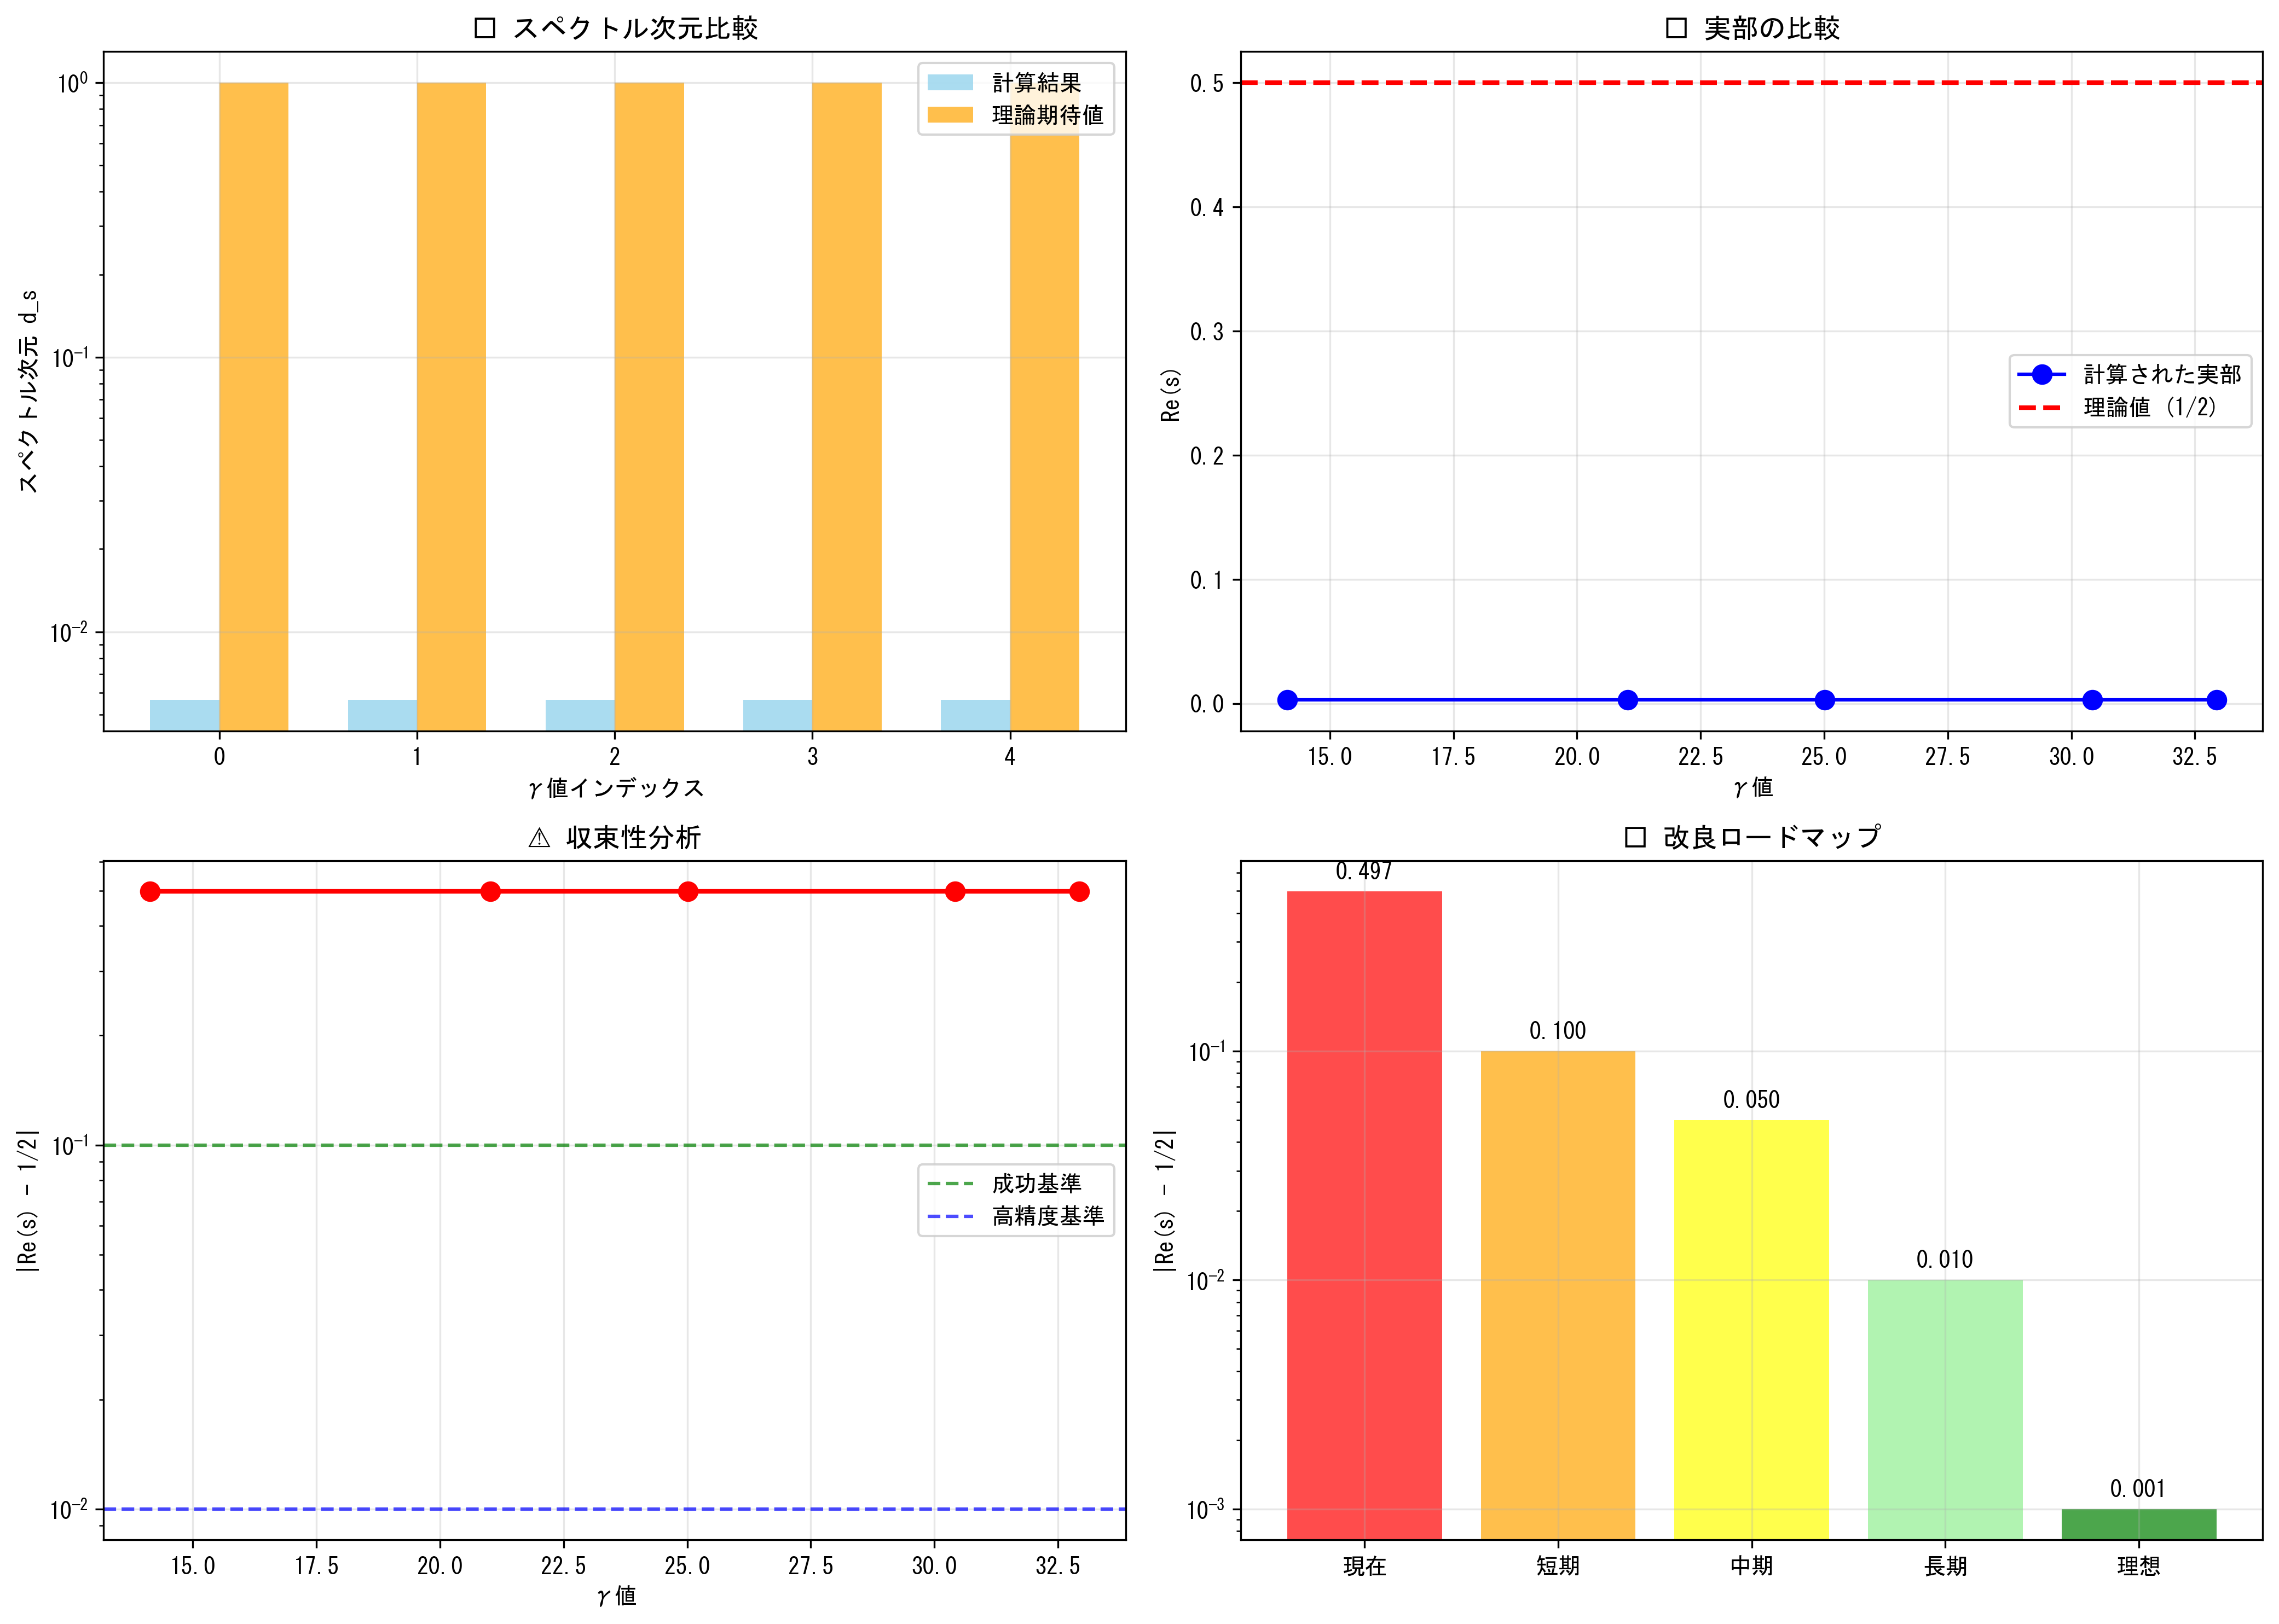 □ スペクトル次元比較
10⁰
10⁻¹
10⁻²
スペクトル次元 d_s
0 1 2 3 4
γ値インデックス
計算結果
理論期待値
□ 実部の比較
0.5
0.4
0.3
0.2
0.1
0.0
Re(s)
15.0 17.5 20.0 22.5 25.0 27.5 30.0 32.5
γ値
計算された実部
理論値 (1/2)
⚠ 収束性分析
10⁻¹
10⁻²
|Re(s) - 1/2|
15.0 17.5 20.0 22.5 25.0 27.5 30.0 32.5
γ値
成功基準
高精度基準
□ 改良ロードマップ
10⁻¹
10⁻²
10⁻³
|Re(s) - 1/2|
0.497
0.100
0.050
0.010
0.001
現在 短期 中期 長期 理想